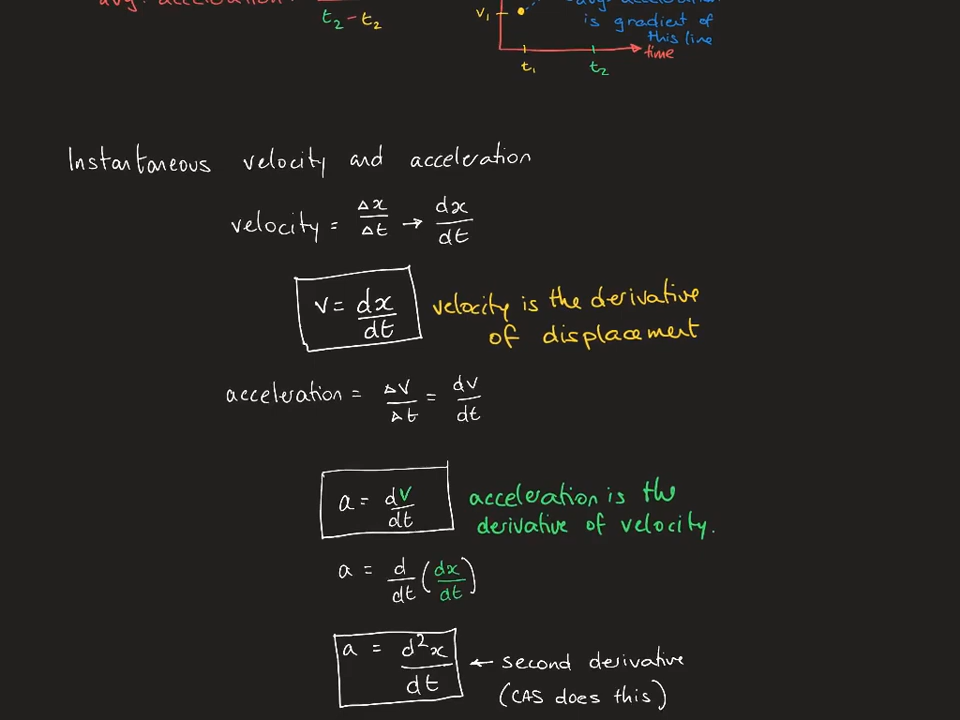 t₂ - t₂
v₁
is gradient of
this line
time
t₁
t₂
Instantaneous velocity and acceleration
velocity = Δx/Δt → dx/dt
v = dx/dt
velocity is the derivative
of displacement
acceleration = Δv/Δt = dv/dt
a = dv/dt
acceleration is the
derivative of velocity.
a = d/dt (dx/dt)
a = d²x/dt ← second derivative
(CAS does this)